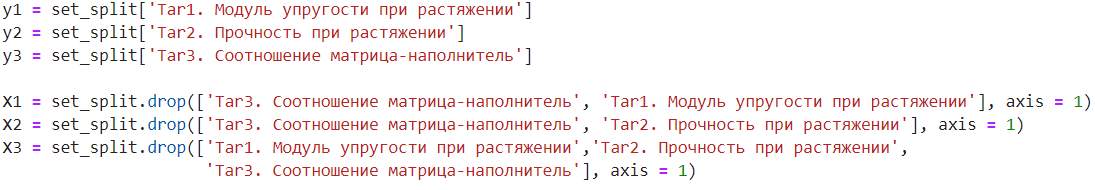 y1 = set_split['Tar1. Модуль упругости при растяжении']
y2 = set_split['Tar2. Прочность при растяжении']
y3 = set_split['Tar3. Соотношение матрица-наполнитель']
X1 = set_split.drop(['Tar3. Соотношение матрица-наполнитель', 'Tar1. Модуль упругости при растяжении'], axis = 1)
X2 = set_split.drop(['Tar3. Соотношение матрица-наполнитель', 'Tar2. Прочность при растяжении'], axis = 1)
X3 = set_split.drop(['Tar1. Модуль упругости при растяжении','Tar2. Прочность при растяжении',
'Tar3. Соотношение матрица-наполнитель'], axis = 1)